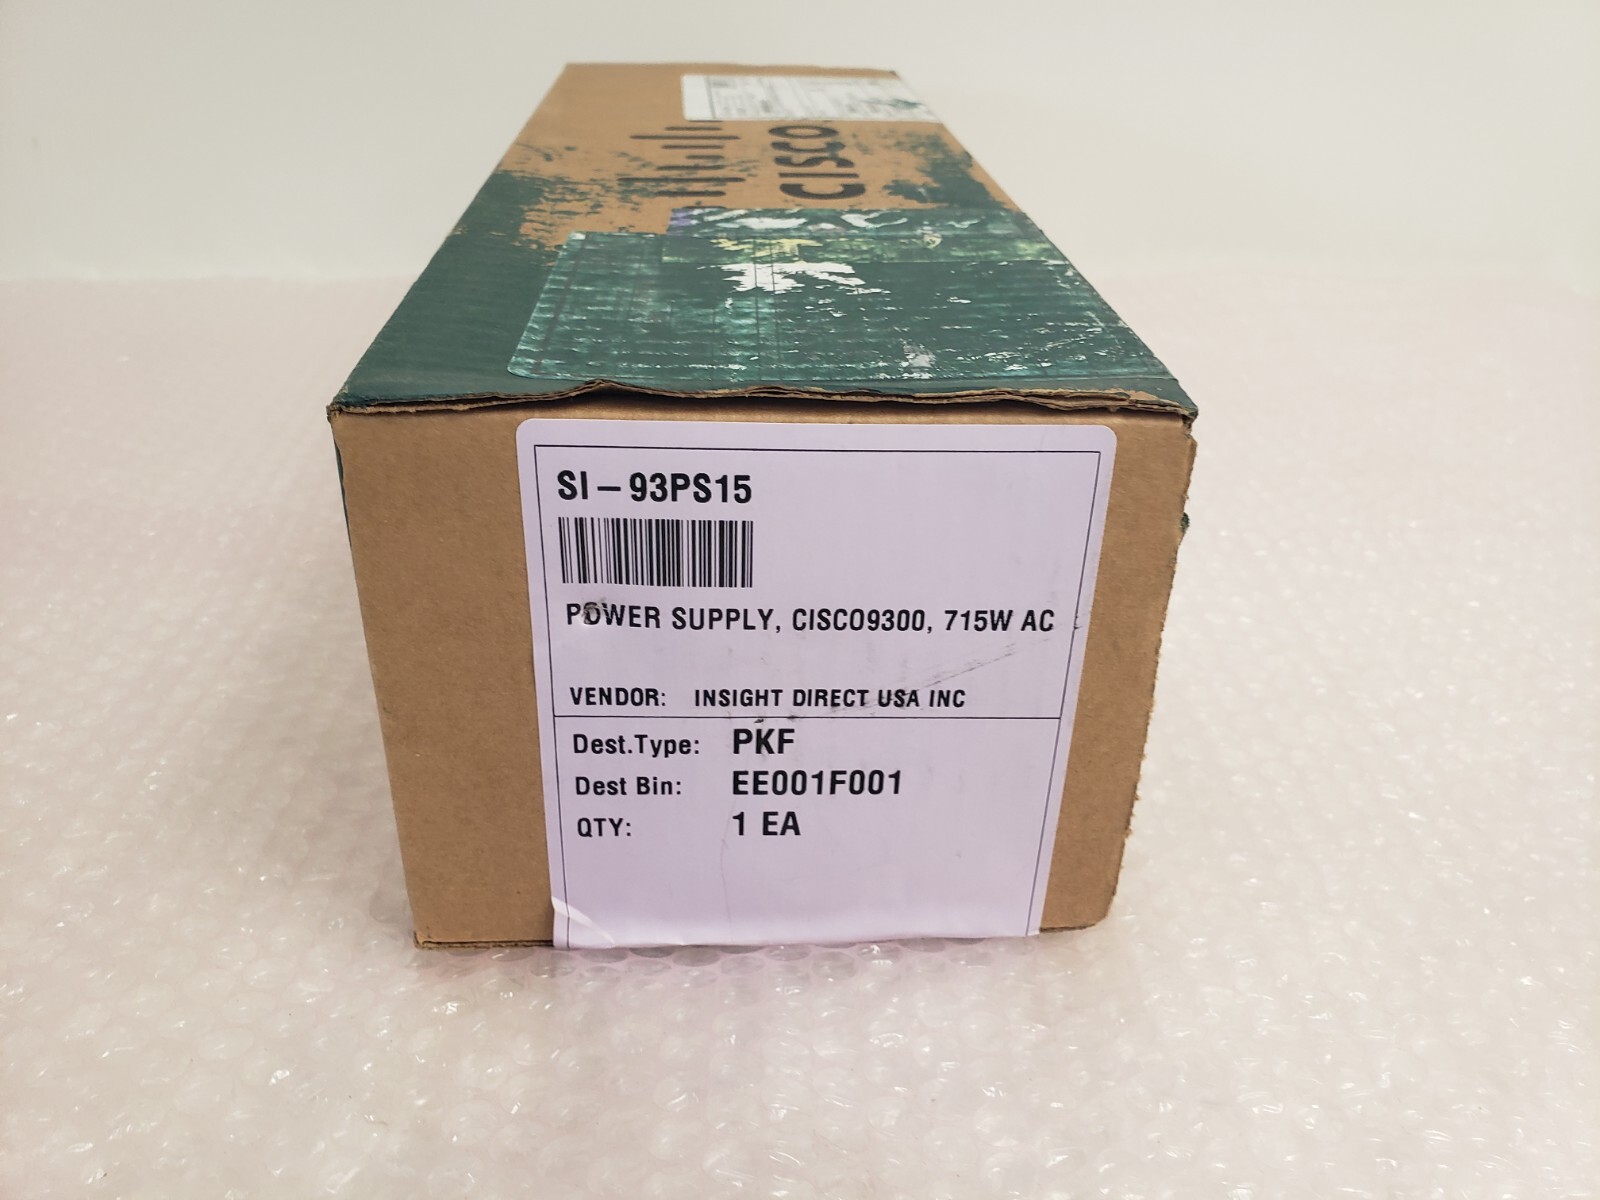 CISCO
SI-93PS15
POWER SUPPLY, CISCO9300, 715W AC
VENDOR: INSIGHT DIRECT USA INC
Dest.Type: PKF
Dest Bin: EE001F001
QTY: 1 EA